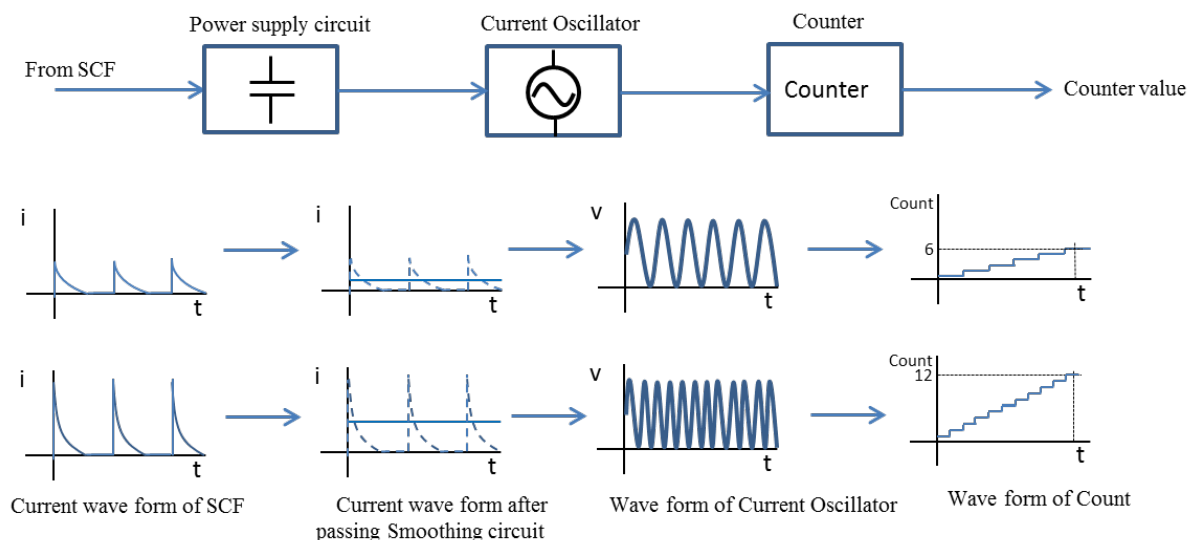 Power supply circuit
Current Oscillator
Counter
From SCF
Counter
Counter value
i
t
i
t
v
t
Count
6
t
i
t
i
t
v
t
Count
12
t
Current wave form of SCF
Current wave form after
passing Smoothing circuit
Wave form of Current Oscillator
Wave form of Count